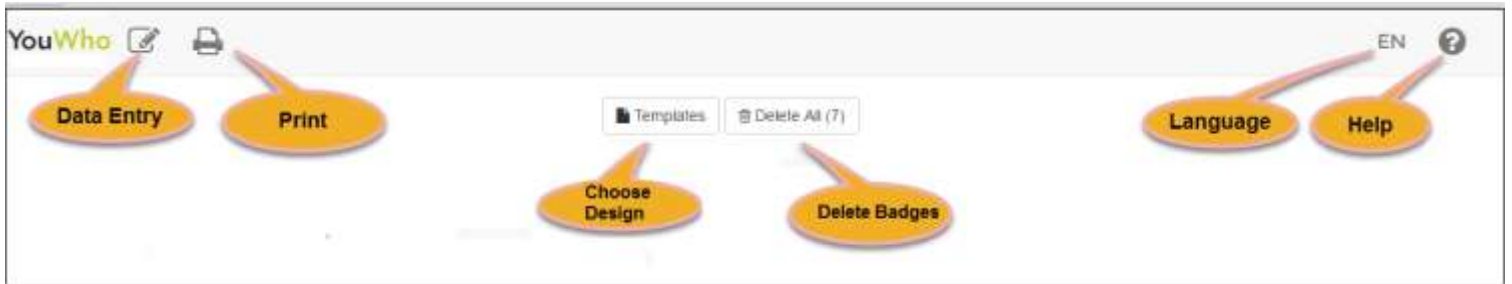 YouWho
EN
?
Data Entry
Print
Templates
Delete All (7)
Language
Help
Choose
Design
Delete Badges